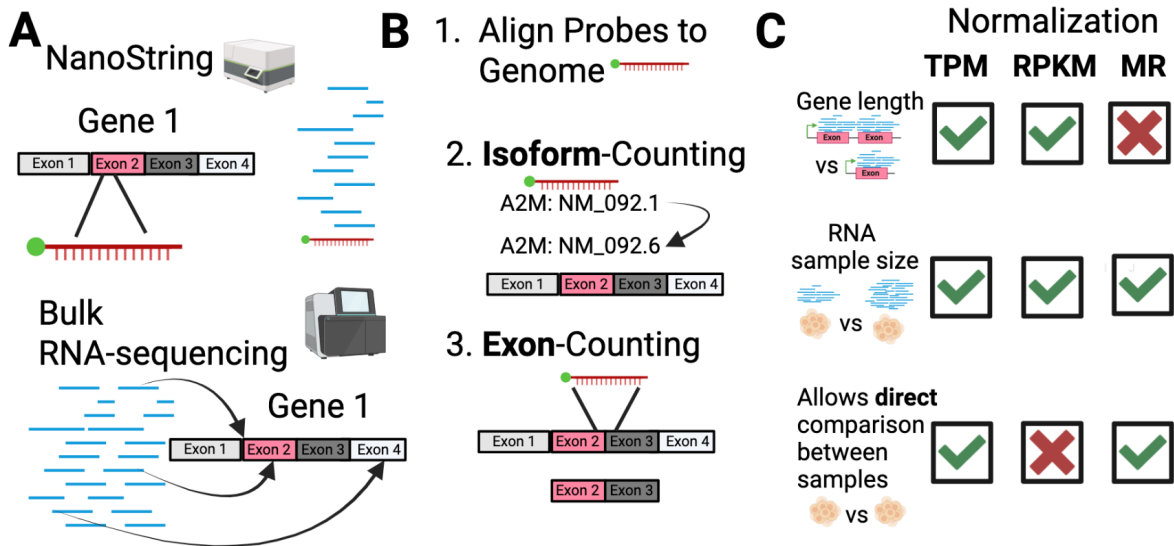 A
NanoString
Gene 1
Exon 1 Exon 2 Exon 3 Exon 4
Bulk
RNA-sequencing
Gene 1
Exon 1 Exon 2 Exon 3 Exon 4
B
1. Align Probes to
Genome
2. Isoform-Counting
A2M: NM_092.1
A2M: NM_092.6
Exon 1 Exon 2 Exon 3 Exon 4
3. Exon-Counting
Exon 1 Exon 2 Exon 3 Exon 4
Exon 2 Exon 3
C
Normalization
TPM RPKM MR
Gene length
Exon Exon
vs
Exon
RNA
sample size
vs
Allows direct
comparison
between
samples
vs